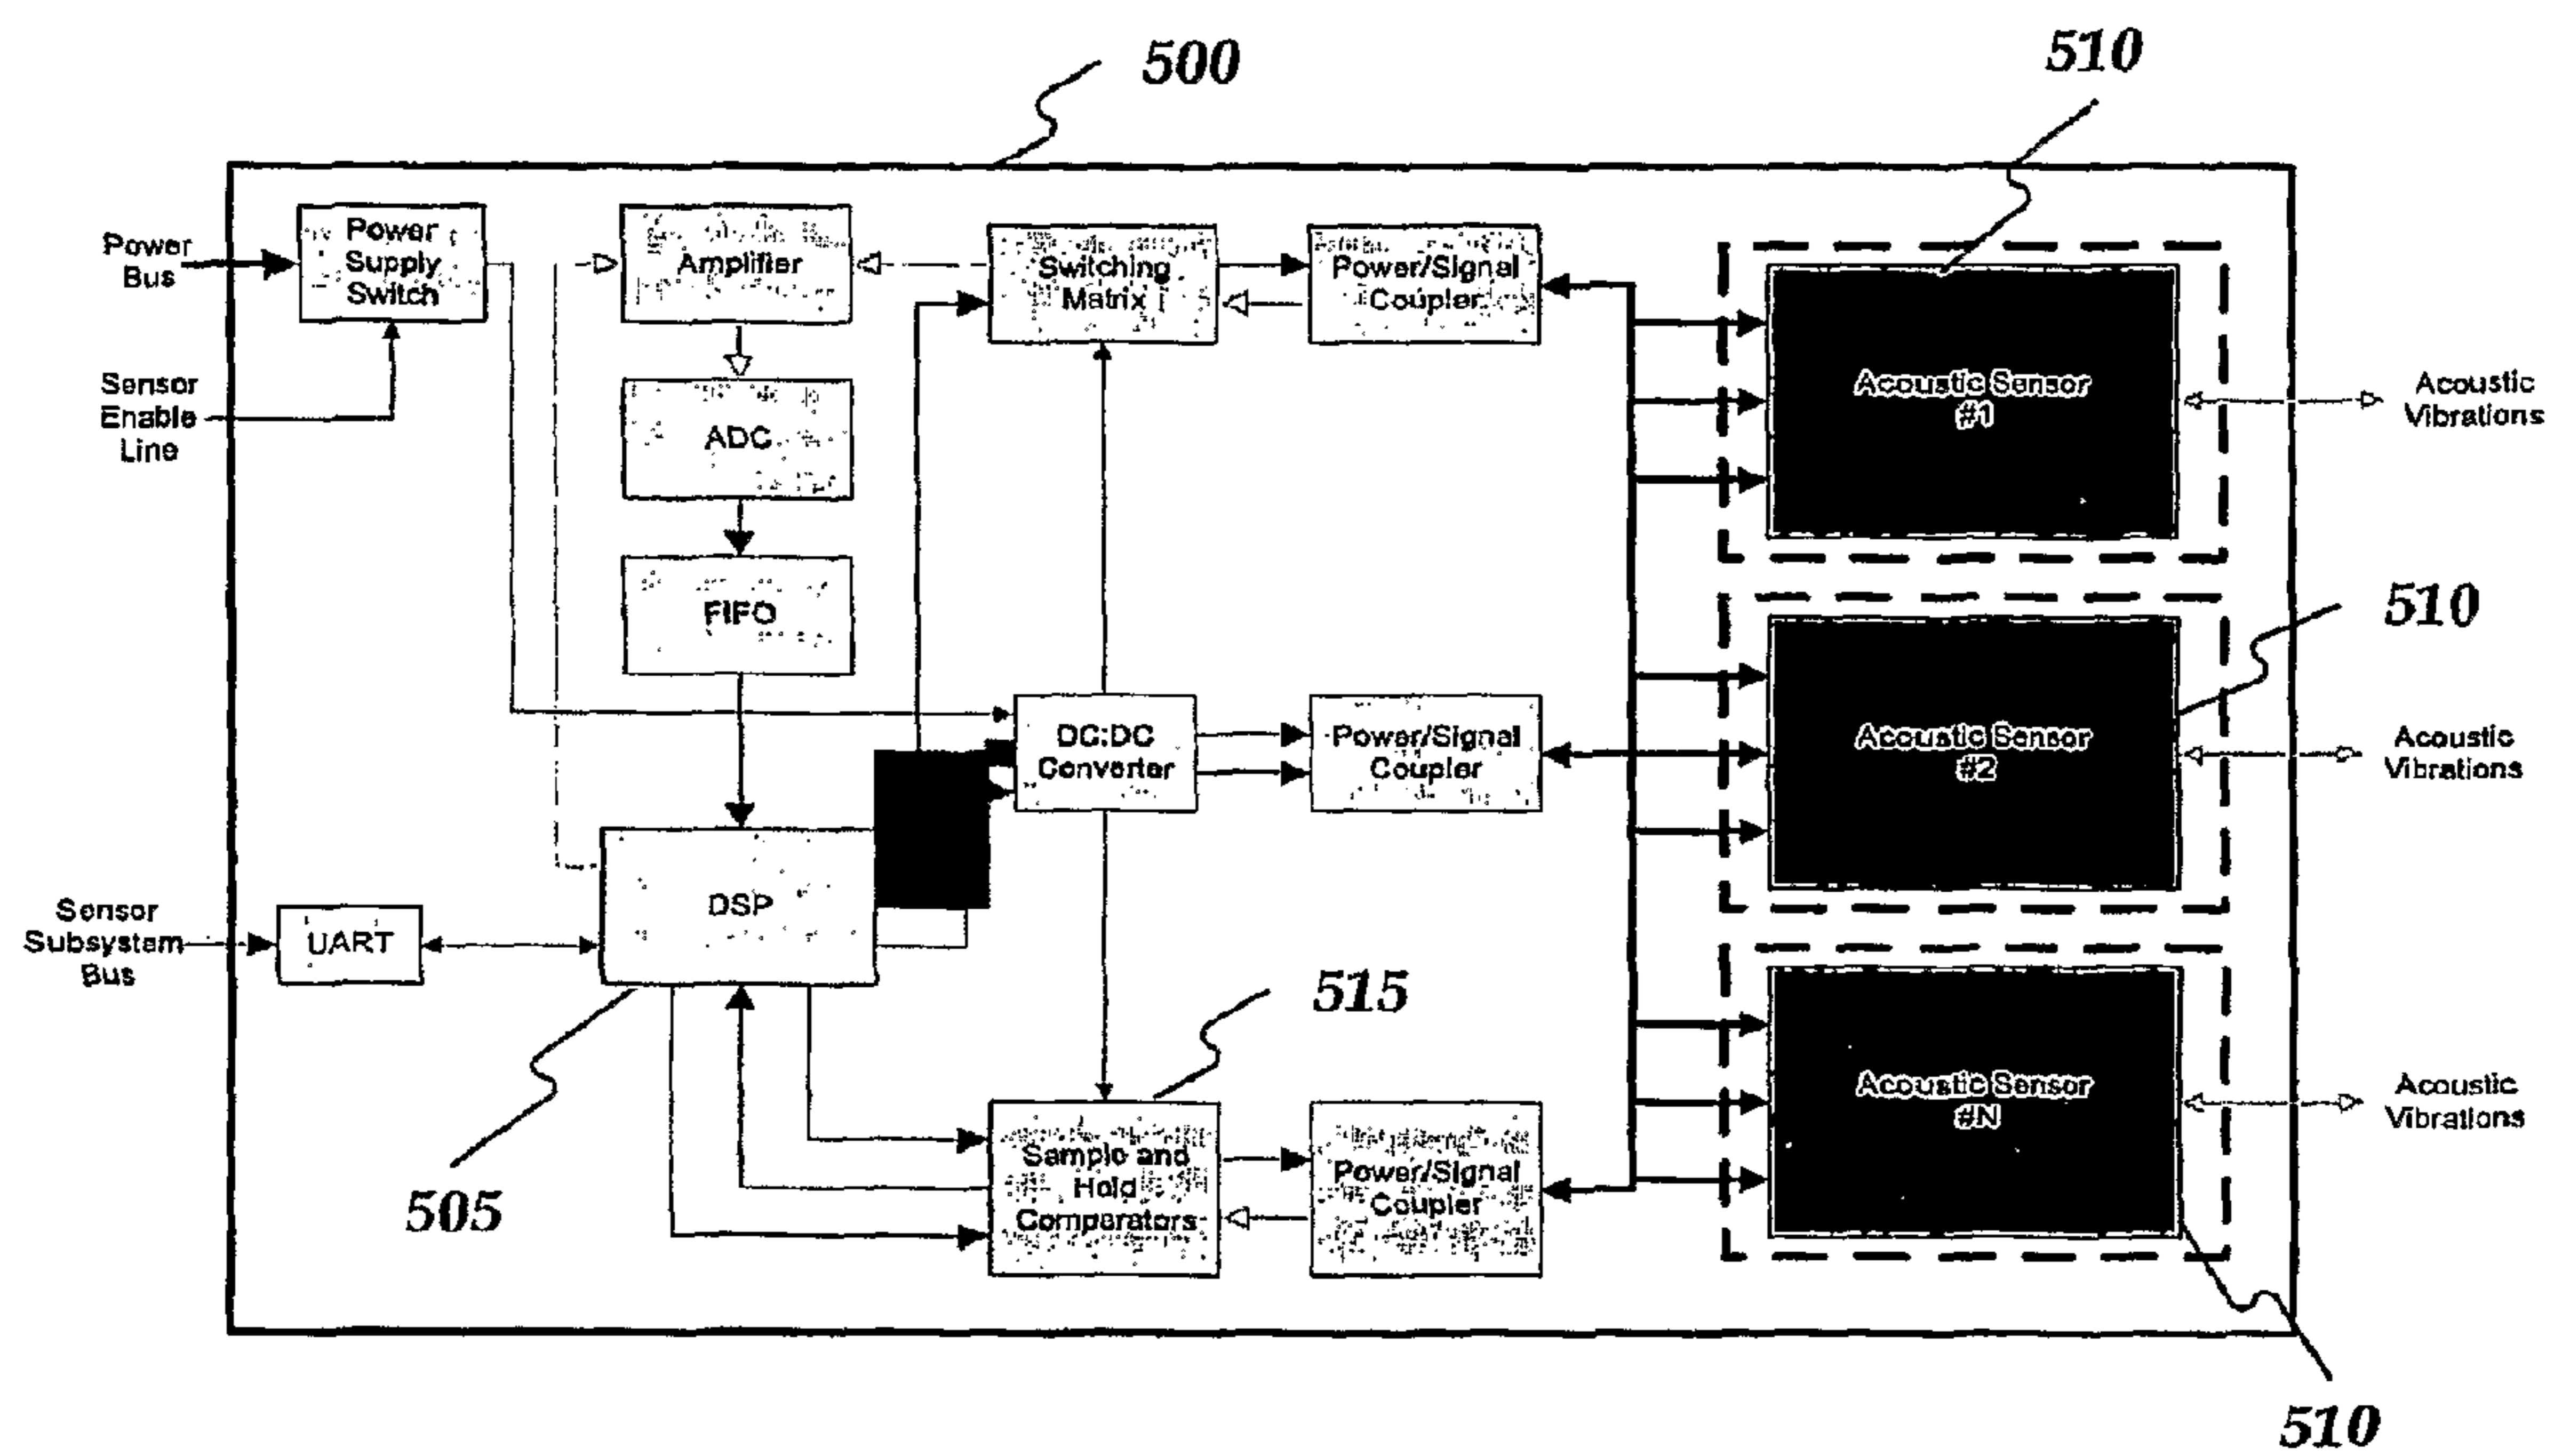 500
510
Power
Bus
Power
Supply
Switch
Amplifier
Switching
Matrix
Power/Signal
Coupler
Sensor
Enable
Line
ADC
Acoustic Sensor
#1
Acoustic
Vibrations
FIFO
510
DC:DC
Converter
Power/Signal
Coupler
Acoustic Sensor
#2
Acoustic
Vibrations
DSP
Sensor
Subsystem
Bus
UART
515
505
Sample and
Hold
Comparators
Power/Signal
Coupler
Acoustic Sensor
#N
Acoustic
Vibrations
510